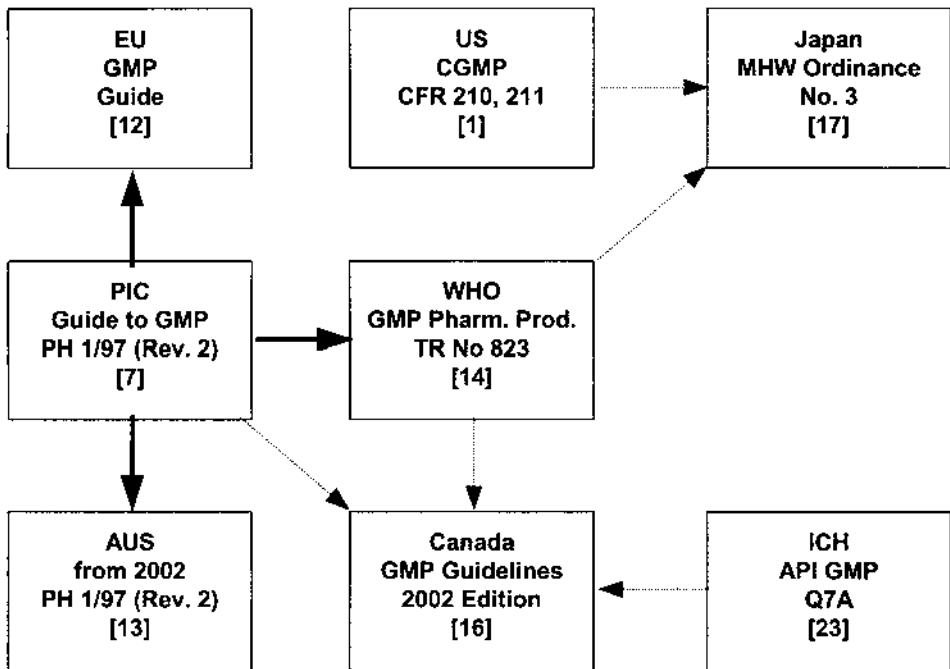 EU
GMP
Guide
[12]
US
CGMP
CFR 210, 211
[1]
Japan
MHW Ordinance
No. 3
[17]
PIC
Guide to GMP
PH 1/97 (Rev. 2)
[7]
WHO
GMP Pharm. Prod.
TR No 823
[14]
AUS
from 2002
PH 1/97 (Rev. 2)
[13]
Canada
GMP Guidelines
2002 Edition
[16]
ICH
API GMP
Q7A
[23]